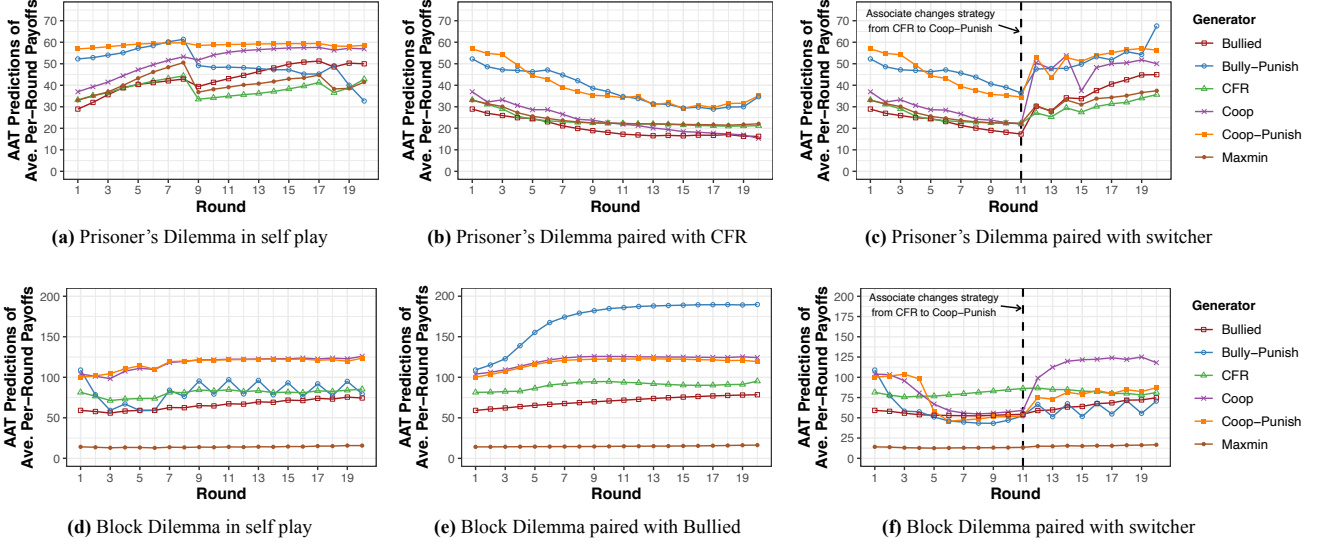 AAT Predictions of
Ave. Per−Round Payoffs
70
60
50
40
30
20
10
0
1 3 5 7 9 11 13 15 17 19
Round
(a) Prisoner's Dilemma in self play
AAT Predictions of
Ave. Per−Round Payoffs
70
60
50
40
30
20
10
0
1 3 5 7 9 11 13 15 17 19
Round
(b) Prisoner's Dilemma paired with CFR
AAT Predictions of
Ave. Per−Round Payoffs
70
60
50
40
30
20
10
0
Associate changes strategy
from CFR to Coop−Punish
1 3 5 7 9 11 13 15 17 19
Round
(c) Prisoner's Dilemma paired with switcher
Generator
Bullied
Bully−Punish
CFR
Coop
Coop−Punish
Maxmin
AAT Predictions of
Ave. Per−Round Payoffs
200
150
100
50
0
1 3 5 7 9 11 13 15 17 19
Round
(d) Block Dilemma in self play
AAT Predictions of
Ave. Per−Round Payoffs
200
150
100
50
0
1 3 5 7 9 11 13 15 17 19
Round
(e) Block Dilemma paired with Bullied
AAT Predictions of
Ave. Per−Round Payoffs
200
175
150
125
100
75
50
25
0
Associate changes strategy
from CFR to Coop−Punish
1 3 5 7 9 11 13 15 17 19
Round
(f) Block Dilemma paired with switcher
Generator
Bullied
Bully−Punish
CFR
Coop
Coop−Punish
Maxmin